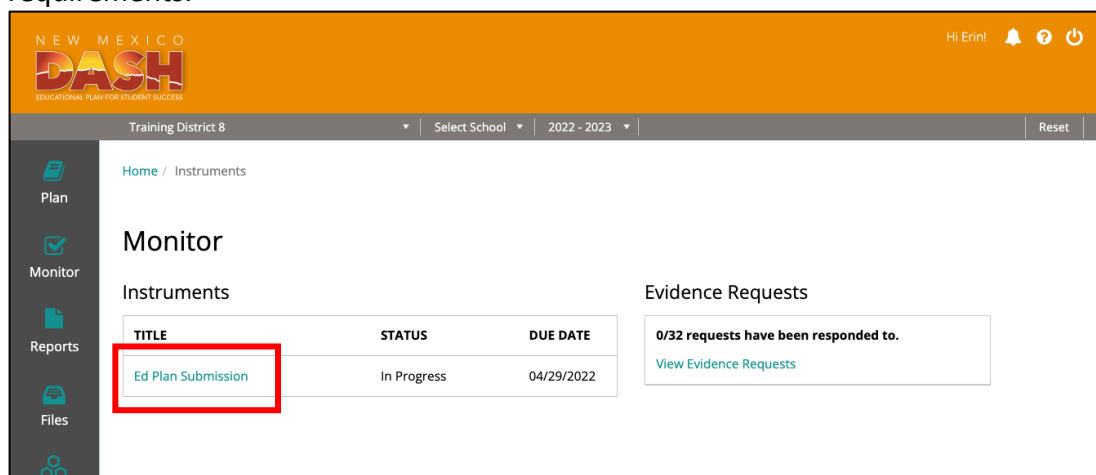 requirements.
NEW MEXICO
DASH
EDUCATIONAL PLAN FOR STUDENT SUCCESS
Hi Erin!
Training District 8 Select School 2022 - 2023 Reset
Home / Instruments
Plan
Monitor
Monitor
Instruments
Evidence Requests
TITLE STATUS DUE DATE
0/32 requests have been responded to.
Reports
Ed Plan Submission In Progress 04/29/2022
View Evidence Requests
Files